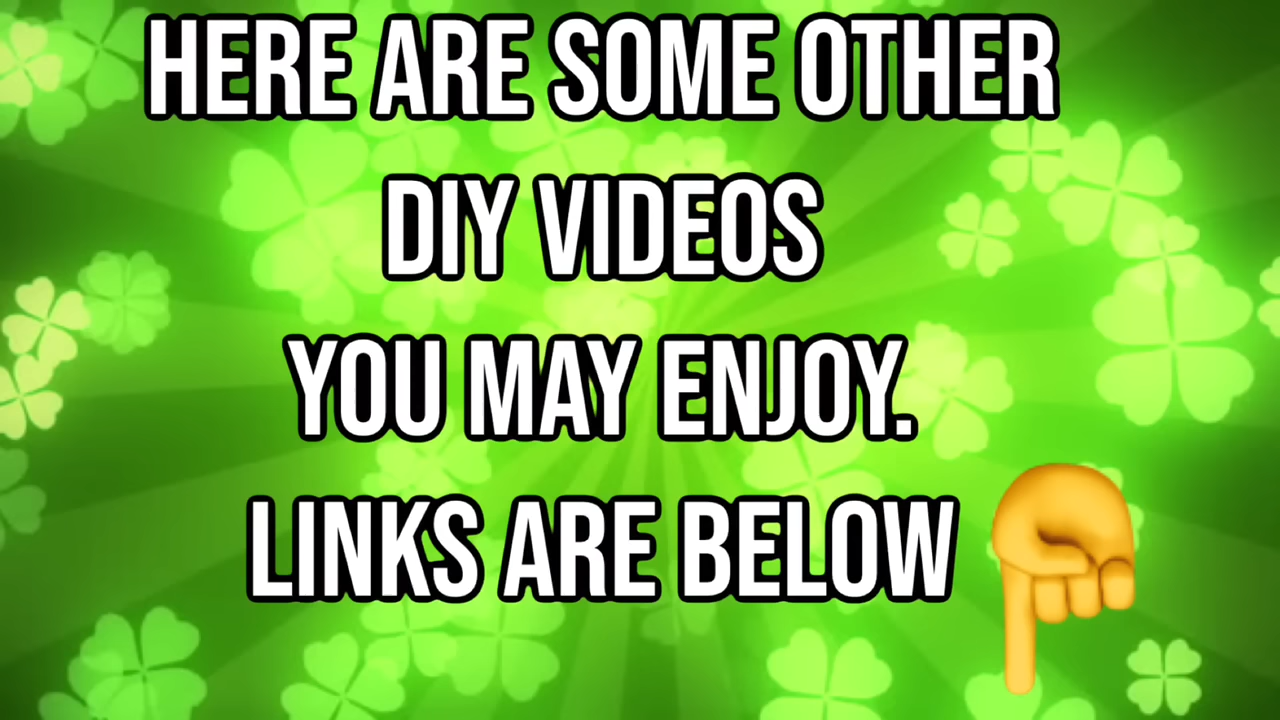 HERE ARE SOME OTHER
DIY VIDEOS
YOU MAY ENJOY.
LINKS ARE BELOW